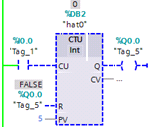 0
%DB2
"hat0"
%I0.0
"Tag_1"
CTU
Int
%Q0.0
"Tag_5"
CU
Q
CV
...
FALSE
%Q0.0
"Tag_5"
R
5
PV